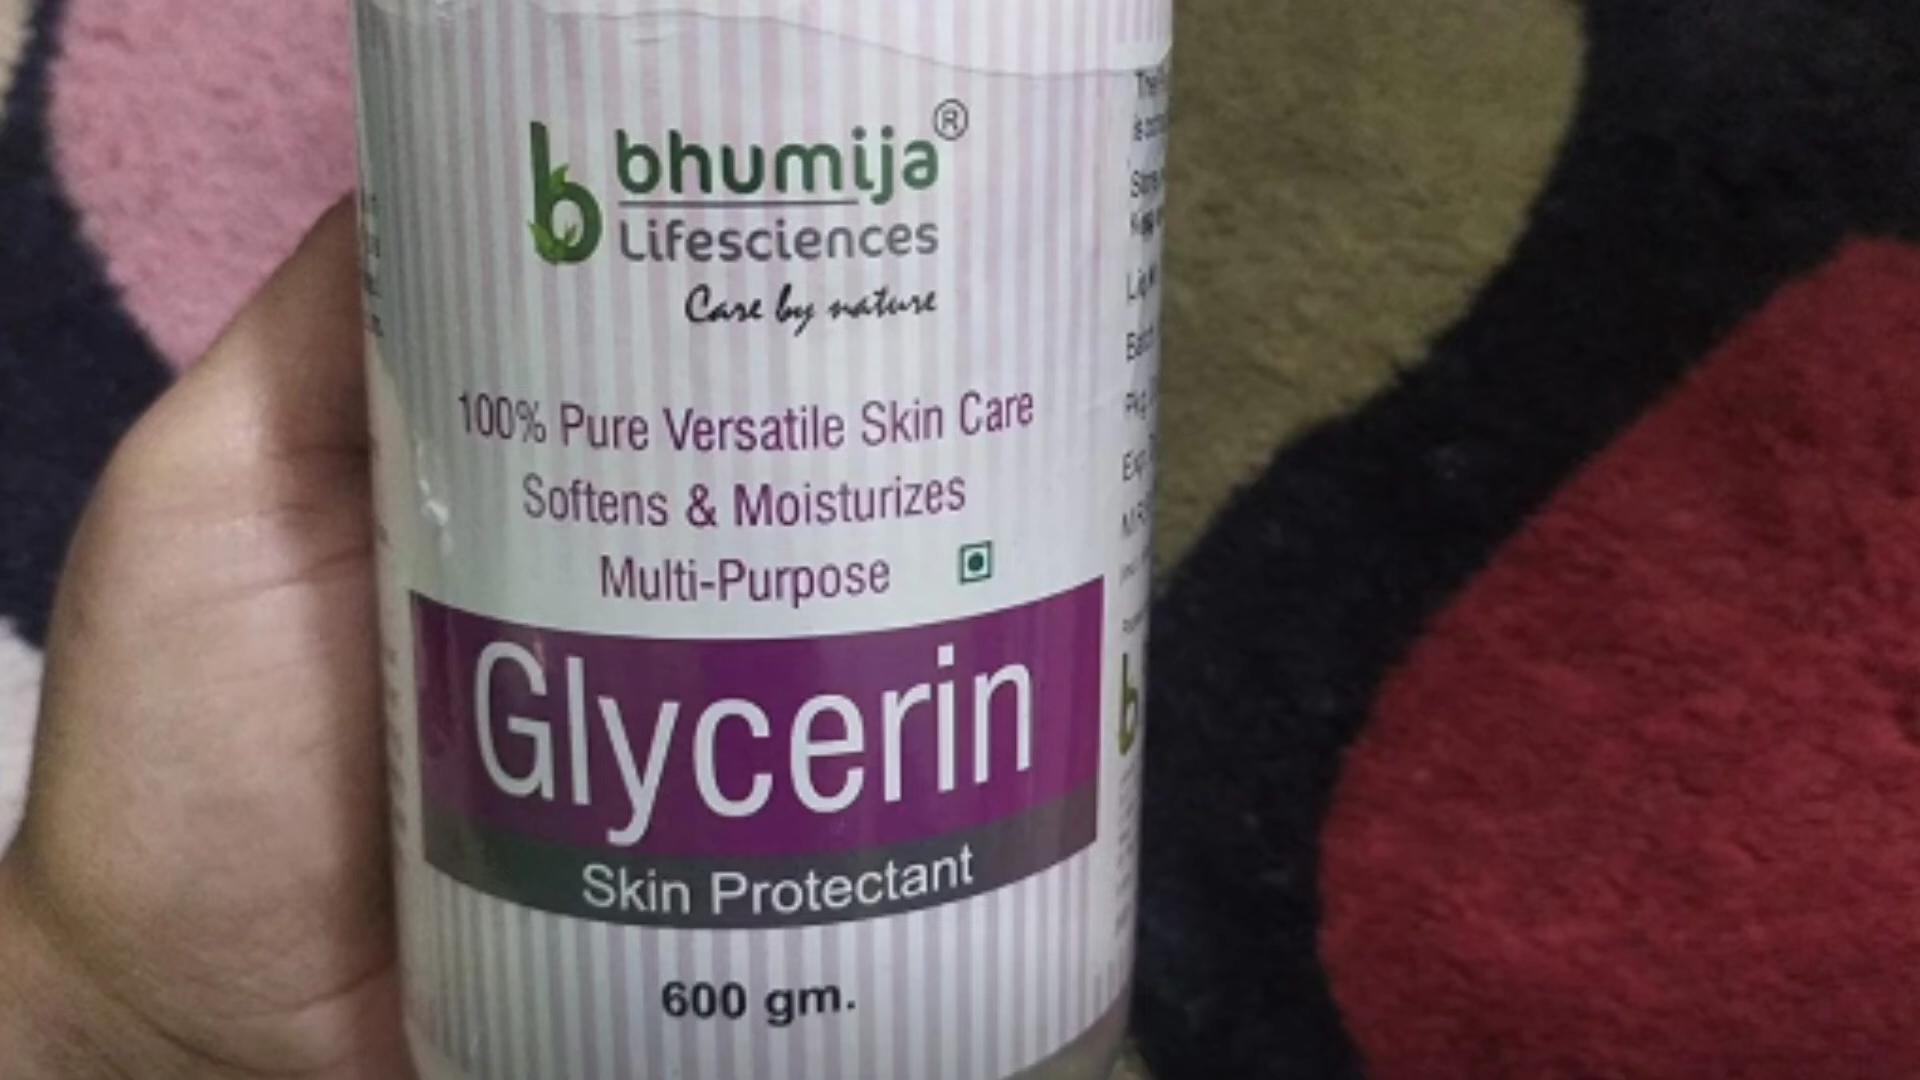 bhumija®
Lifesciences
Care by nature
100% Pure Versatile Skin Care
Softens & Moisturizes
Multi-Purpose
Glycerin
Skin Protectant
600 gm.